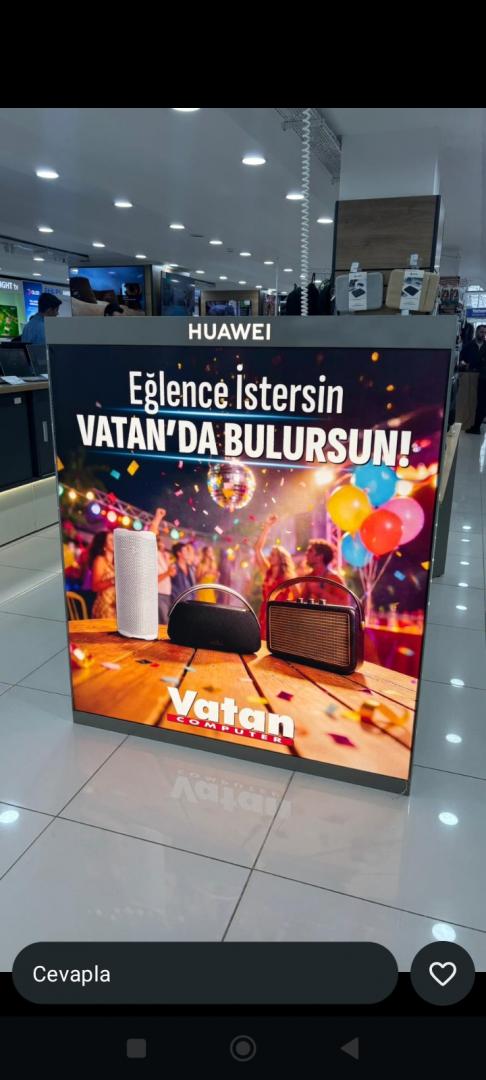 HUAWEI
Eğlence İstersin
VATAN'DA BULURSUN!
Vatan
COMPUTER
Cevapla